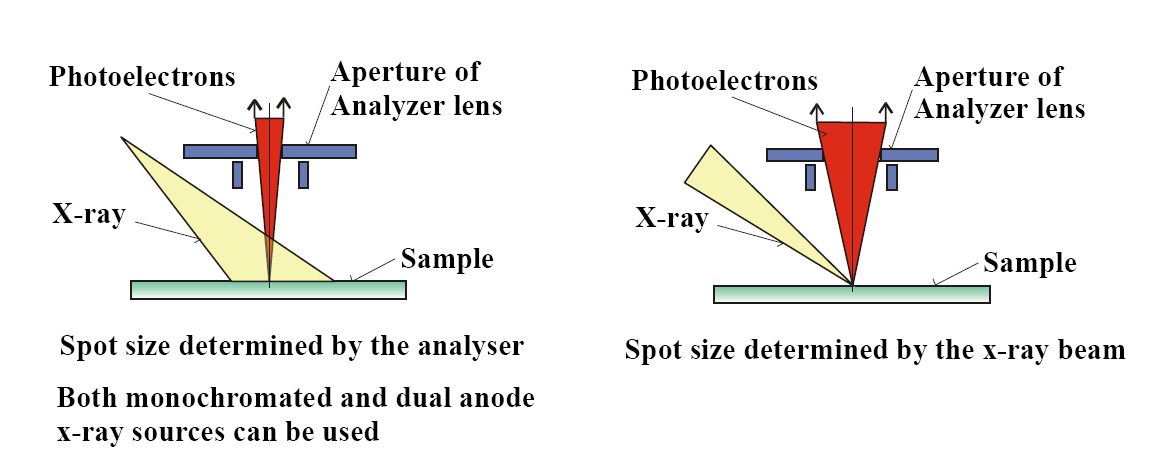 Photoelectrons
Aperture of
Analyzer lens
X-ray
Sample
Spot size determined by the analyser
Both monochromated and dual anode
x-ray sources can be used
Photoelectrons
Aperture of
Analyzer lens
X-ray
Sample
Spot size determined by the x-ray beam